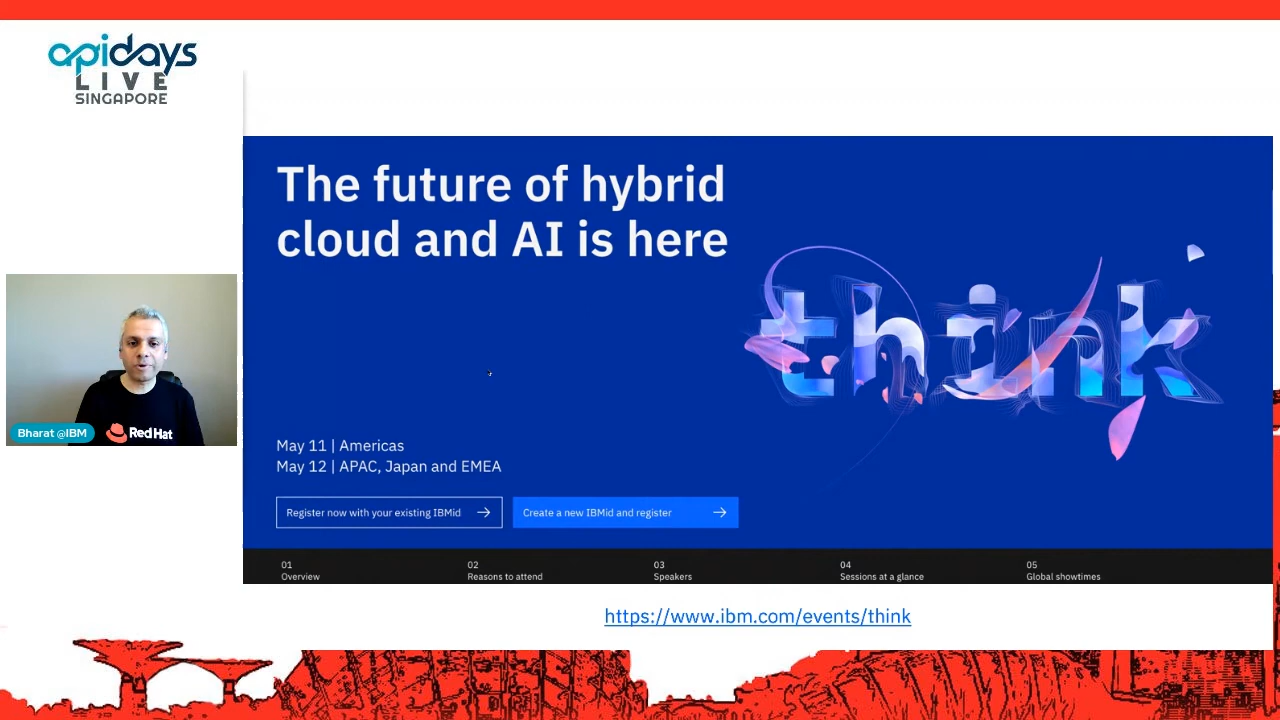 apidays
LIVE
SINGAPORE
The future of hybrid
cloud and AI is here
think
May 11 | Americas
May 12 | APAC, Japan and EMEA
Register now with your existing IBMid
Create a new IBMid and register
01
Overview
02
Reasons to attend
03
Speakers
04
Sessions at a glance
05
Global showtimes
https://www.ibm.com/events/think
Bharat @IBM
Red Hat